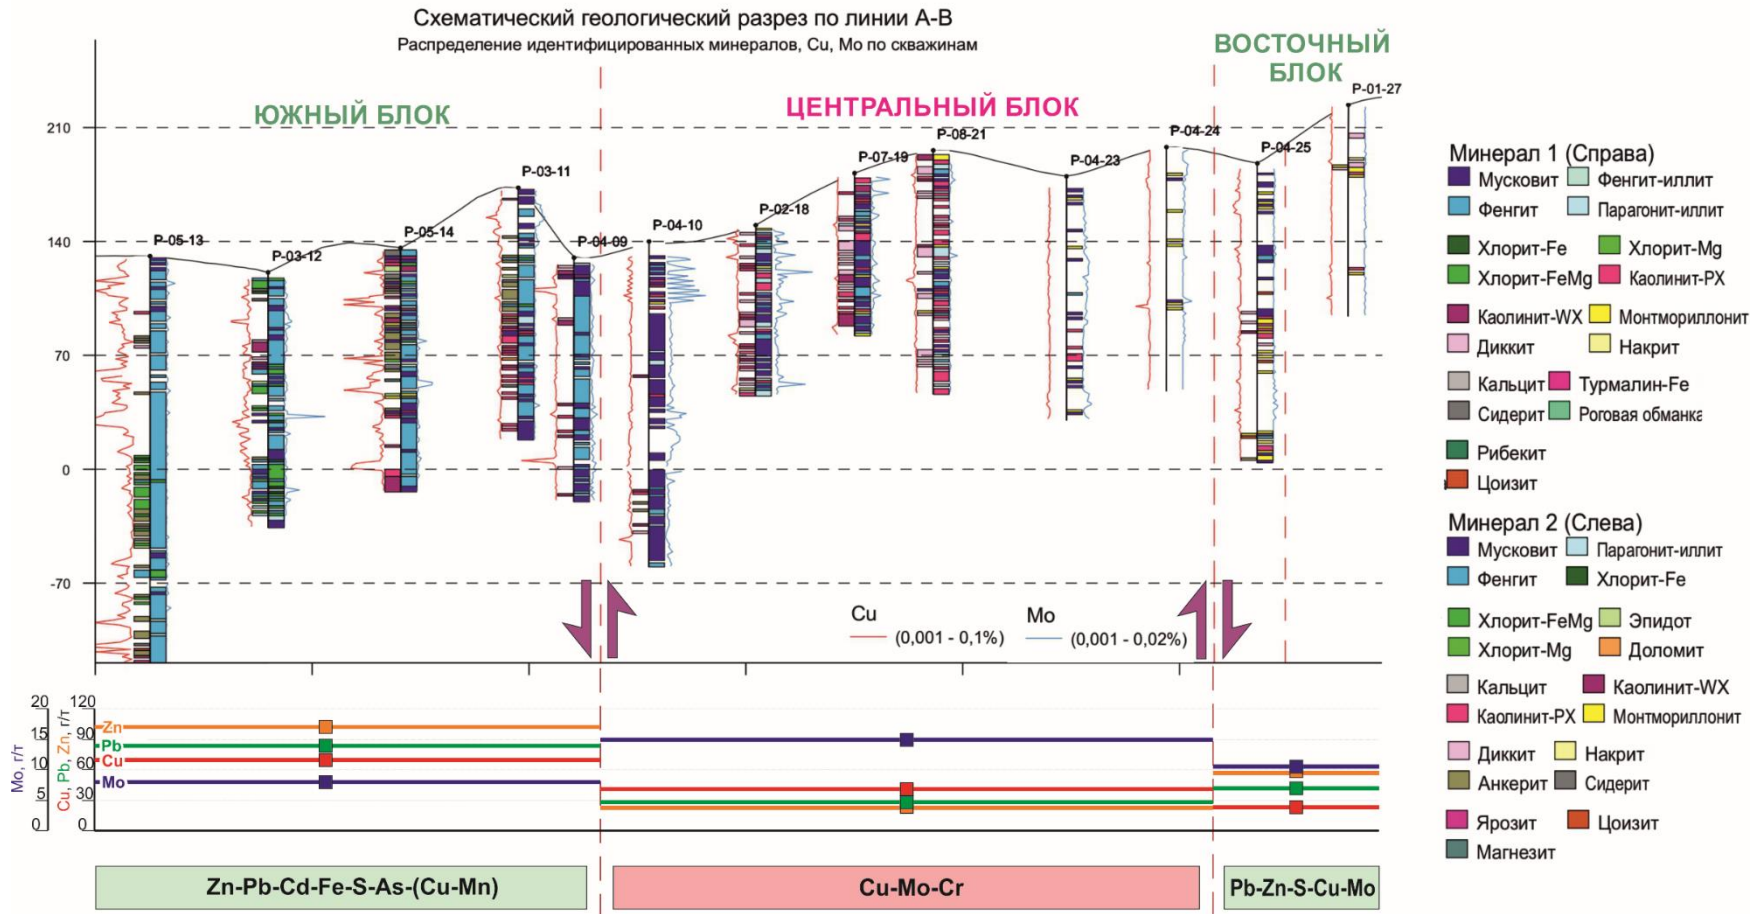 Схематический геологический разрез по линии А-В
Распределение идентифицированных минералов, Cu, Mo по скважинам
ВОСТОЧНЫЙ
БЛОК
ЮЖНЫЙ БЛОК
ЦЕНТРАЛЬНЫЙ БЛОК
P-01-27
210
P-08-21
P-04-24
P-07-19
P-04-25
P-04-23
P-03-11
P-02-18
140
P-05-13
P-03-12
P-05-14
P-04-09
P-04-10
70
0
-70
Cu
(0,001 - 0,1%)
Mo
(0,001 - 0,02%)
Минерал 1 (Справа)
Мусковит
Фенгит-иллит
Фенгит
Парагонит-иллит
Хлорит-Fe
Хлорит-Mg
Хлорит-FeMg
Каолинит-PX
Каолинит-WX
Монтмориллонит
Диккит
Накрит
Кальцит
Турмалин-Fe
Сидерит
Роговая обманка
Рибекит
Цоизит
Минерал 2 (Слева)
Мусковит
Парагонит-иллит
Фенгит
Хлорит-Fe
Хлорит-FeMg
Эпидот
Хлорит-Mg
Доломит
Кальцит
Каолинит-WX
Каолинит-PX
Монтмориллонит
Диккит
Накрит
Анкерит
Сидерит
Ярозит
Цоизит
Магнезит
Mo, г/т
20
15
10
5
0
Cu, Pb, Zn, г/т
120
90
60
30
0
Zn
Pb
Cu
Mo
Zn-Pb-Cd-Fe-S-As-(Cu-Mn)
Cu-Mo-Cr
Pb-Zn-S-Cu-Mo